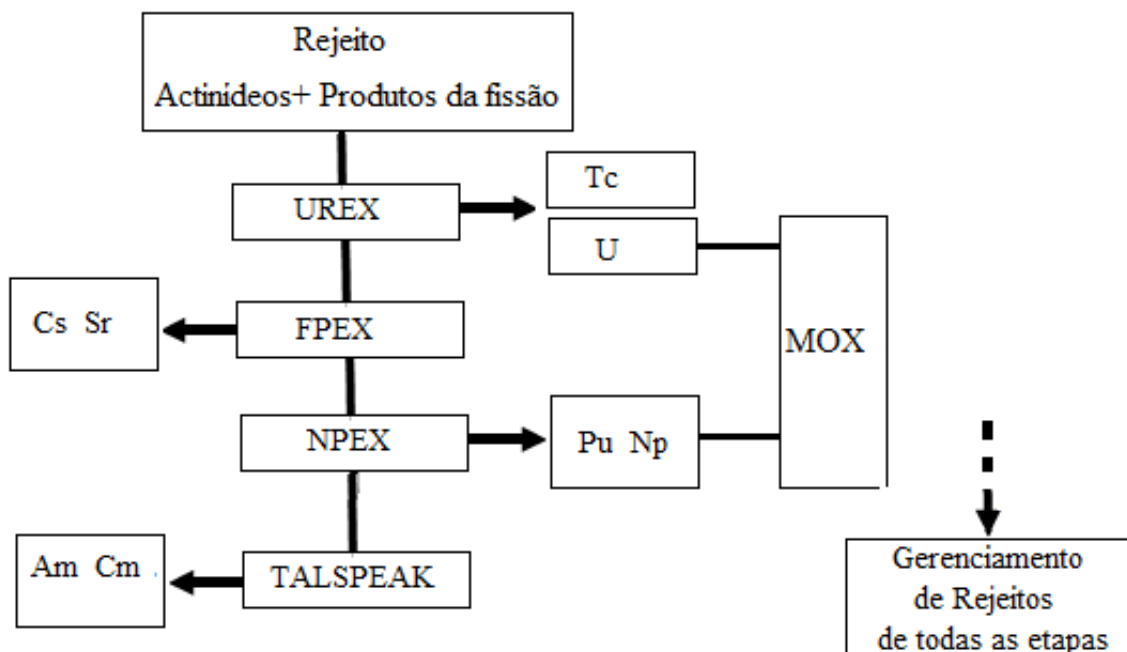 Rejeito
Actinídeos+ Produtos da fissão
UREX
Tc
U
Cs Sr
FPEX
MOX
NPEX
Pu Np
Am Cm
TALSPEAK
Gerenciamento
de Rejeitos
de todas as etapas